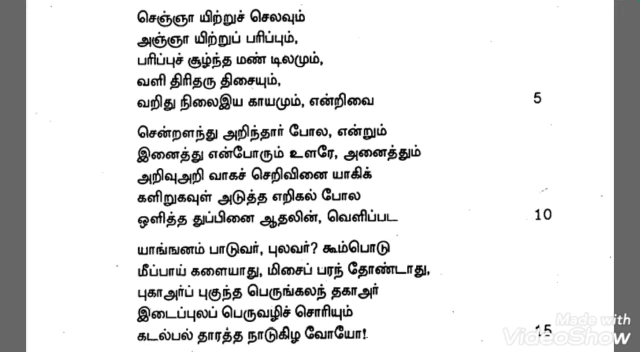 செஞ்ஞா யிற்றுச் செலவும்
அஞ்ஞா யிற்றுப் பரிப்பும்,
பரிப்புச் சூழ்ந்த மண் டிலமும்,
வளி திரிதரு திசையும்,
வறிது நிலைஇய காயமும், என்றிவை 5
சென்றளந்து அறிந்தார் போல, என்றும்
இனைத்து என்போரும் உளரே, அனைத்தும்
அறிவுஅறி வாகச் செறிவினை யாகிக்
களிறுகவுள் அடுத்த எறிகல் போல
ஒளித்த துப்பினை ஆதலின், வெளிப்பட 10
யாங்ஙனம் பாடுவர், புலவர்? கூம்பொடு
மீப்பாய் களையாது, மிசைப் பரந் தோண்டாது,
புகாஅர்ப் புகுந்த பெருங்கலந் தகாஅர்
இடைப்புலப் பெருவழிச் சொரியும்
கடல்பல் தாரத்த நாடுகிழ வோயே! 15
Made with
VideoShow